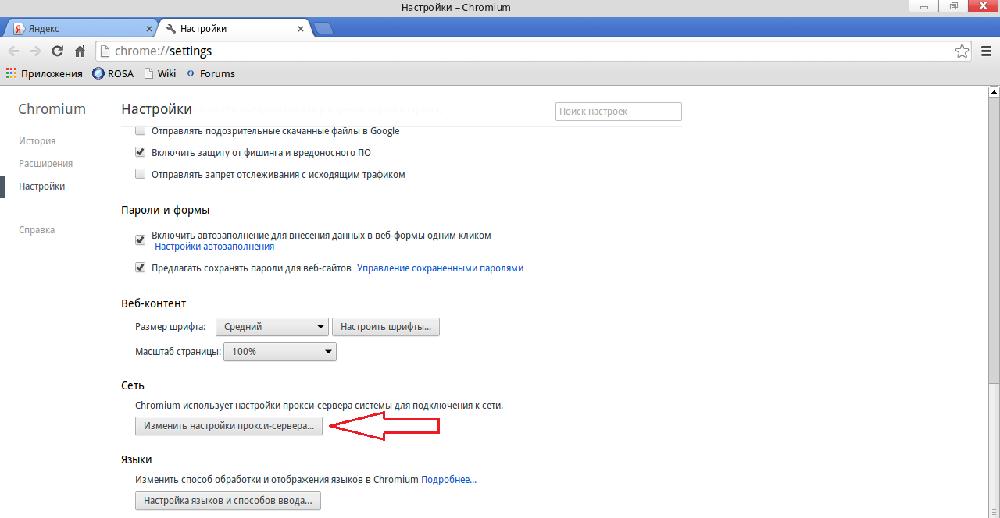 Настройки – Chromium
Яндекс
Настройки
chrome://settings
Приложения ROSA Wiki Forums
Chromium
Настройки
Поиск настроек
История
Расширения
Настройки
Справка
Отправлять подозрительные скачанные файлы в Google
Включить защиту от фишинга и вредоносного ПО
Отправлять запрет отслеживания с исходящим трафиком
Пароли и формы
Включить автозаполнение для внесения данных в веб-формы одним кликом
Настройки автозаполнения
Предлагать сохранять пароли для веб-сайтов Управление сохраненными паролями
Веб-контент
Размер шрифта: Средний Настроить шрифты...
Масштаб страницы: 100%
Сеть
Chromium использует настройки прокси-сервера системы для подключения к сети.
Изменить настройки прокси-сервера...
Языки
Изменить способ обработки и отображения языков в Chromium Подробнее...
Настройка языков и способов ввода...